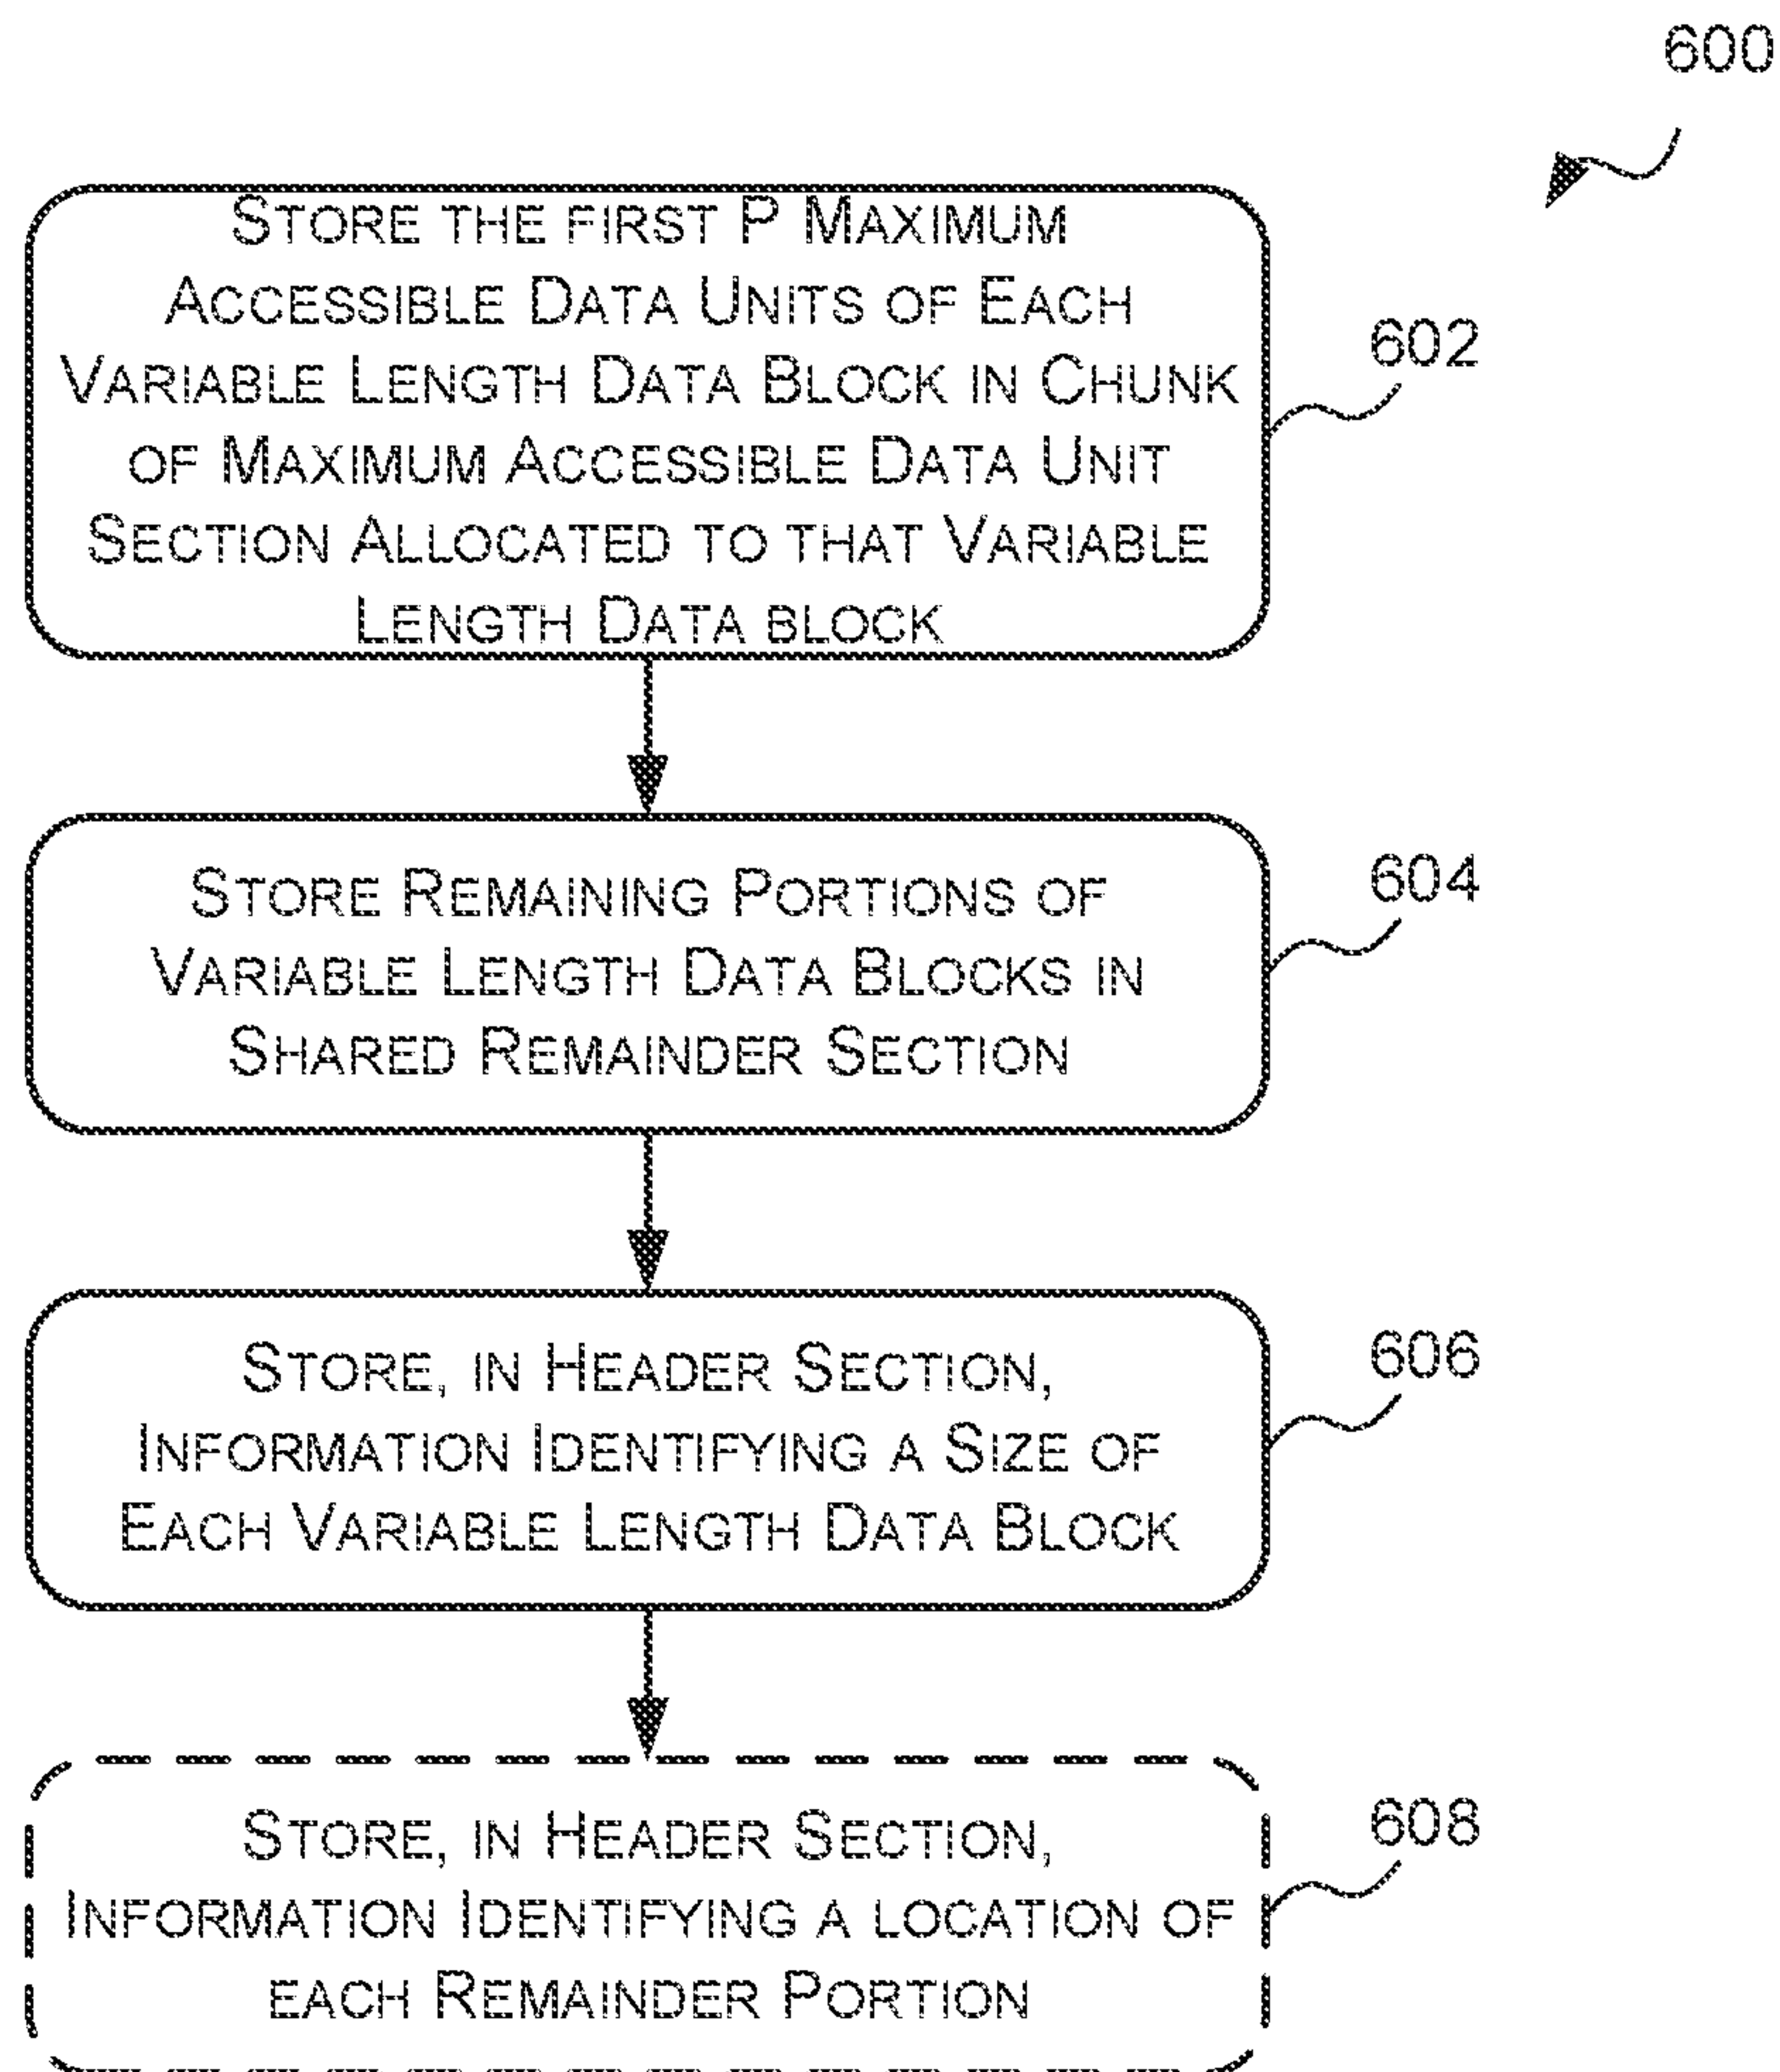 600
STORE THE FIRST P MAXIMUM
ACCESSIBLE DATA UNITS OF EACH
VARIABLE LENGTH DATA BLOCK IN CHUNK
OF MAXIMUM ACCESSIBLE DATA UNIT
SECTION ALLOCATED TO THAT VARIABLE
LENGTH DATA BLOCK
602
STORE REMAINING PORTIONS OF
VARIABLE LENGTH DATA BLOCKS IN
SHARED REMAINDER SECTION
604
STORE, IN HEADER SECTION,
INFORMATION IDENTIFYING A SIZE OF
EACH VARIABLE LENGTH DATA BLOCK
606
STORE, IN HEADER SECTION,
INFORMATION IDENTIFYING A LOCATION OF
EACH REMAINDER PORTION
608